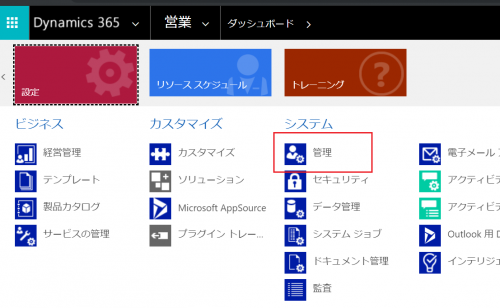 Dynamics 365 営業 ダッシュボード
設定 リソース スケジュール トレーニング
ビジネス カスタマイズ システム
経営管理 カスタマイズ 管理 電子メール
テンプレート ソリューション セキュリティ アクティビ
製品カタログ Microsoft AppSource データ管理 アクティビ
サービスの管理 プラグイン トレー... システム ジョブ Outlook 用
ドキュメント管理 インテリジェ
監査